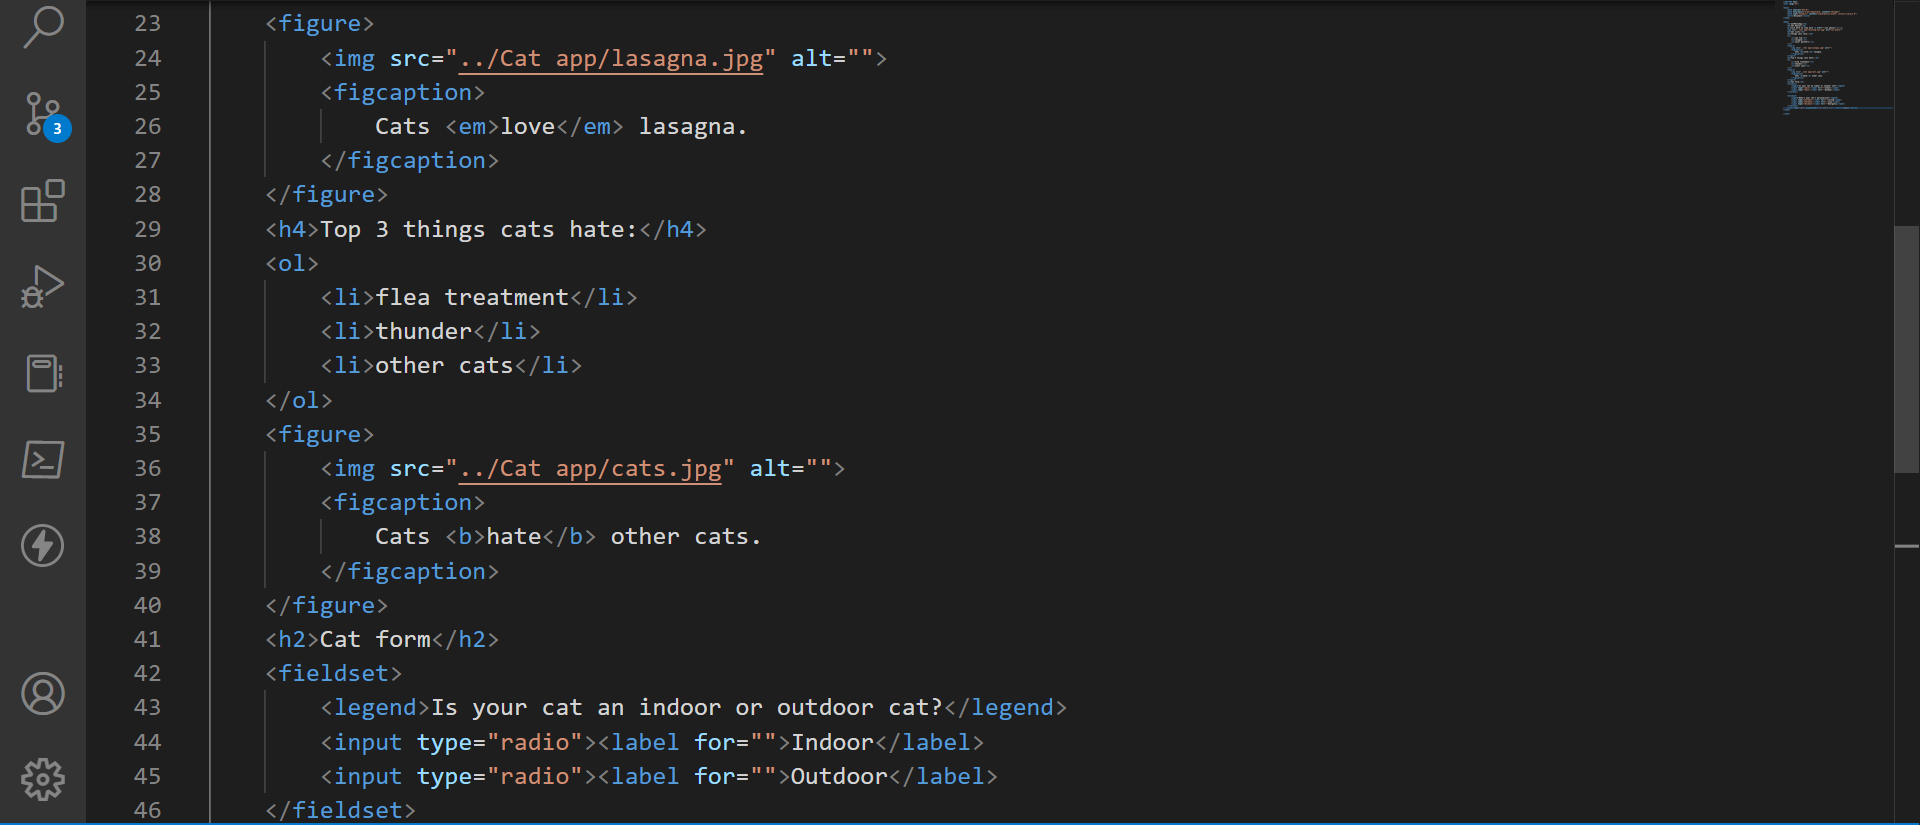 23 <figure>
24 <img src="../Cat app/lasagna.jpg" alt="">
25 <figcaption>
26 Cats <em>love</em> lasagna.
27 </figcaption>
28 </figure>
29 <h4>Top 3 things cats hate:</h4>
30 <ol>
31 <li>flea treatment</li>
32 <li>thunder</li>
33 <li>other cats</li>
34 </ol>
35 <figure>
36 <img src="../Cat app/cats.jpg" alt="">
37 <figcaption>
38 Cats <b>hate</b> other cats.
39 </figcaption>
40 </figure>
41 <h2>Cat form</h2>
42 <fieldset>
43 <legend>Is your cat an indoor or outdoor cat?</legend>
44 <input type="radio"><label for="">Indoor</label>
45 <input type="radio"><label for="">Outdoor</label>
46 </fieldset>
3